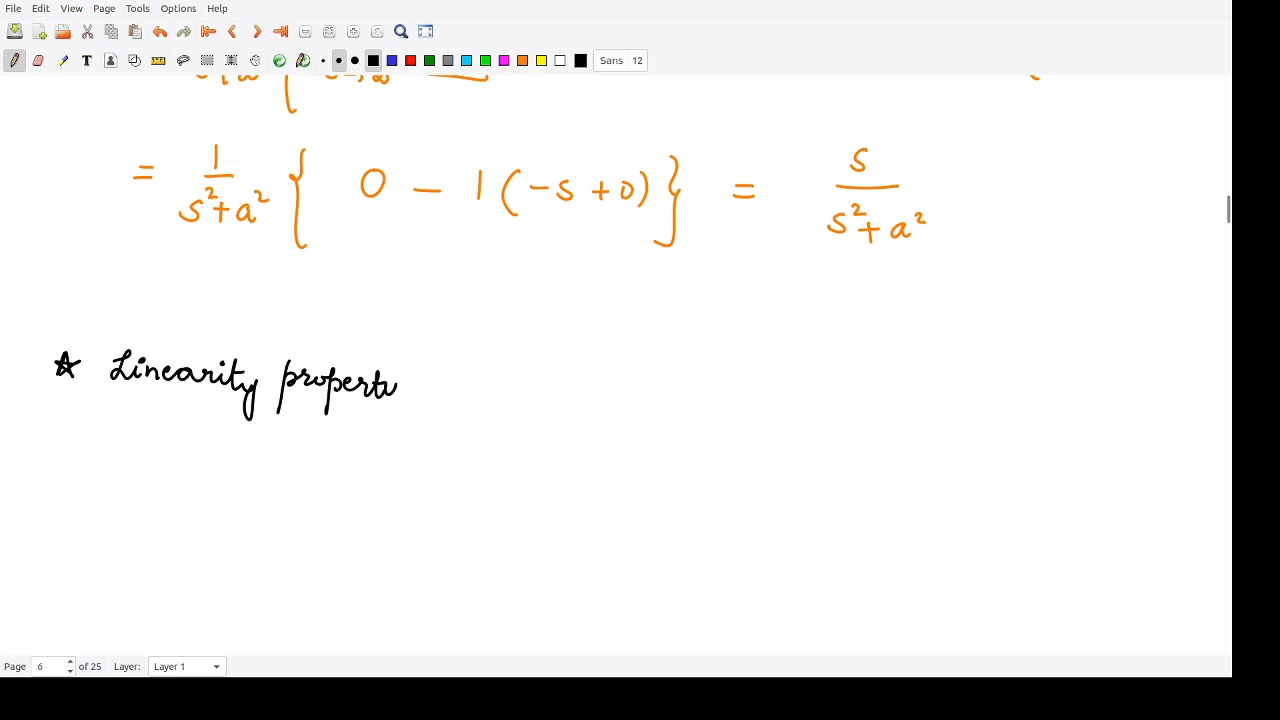 File Edit View Page Tools Options Help
T Sans 12
= 1/(s²+a²) { 0 − 1 (−s + 0) } = s/(s²+a²)
☆ Linearity propert
Page 6 of 25 Layer: Layer 1